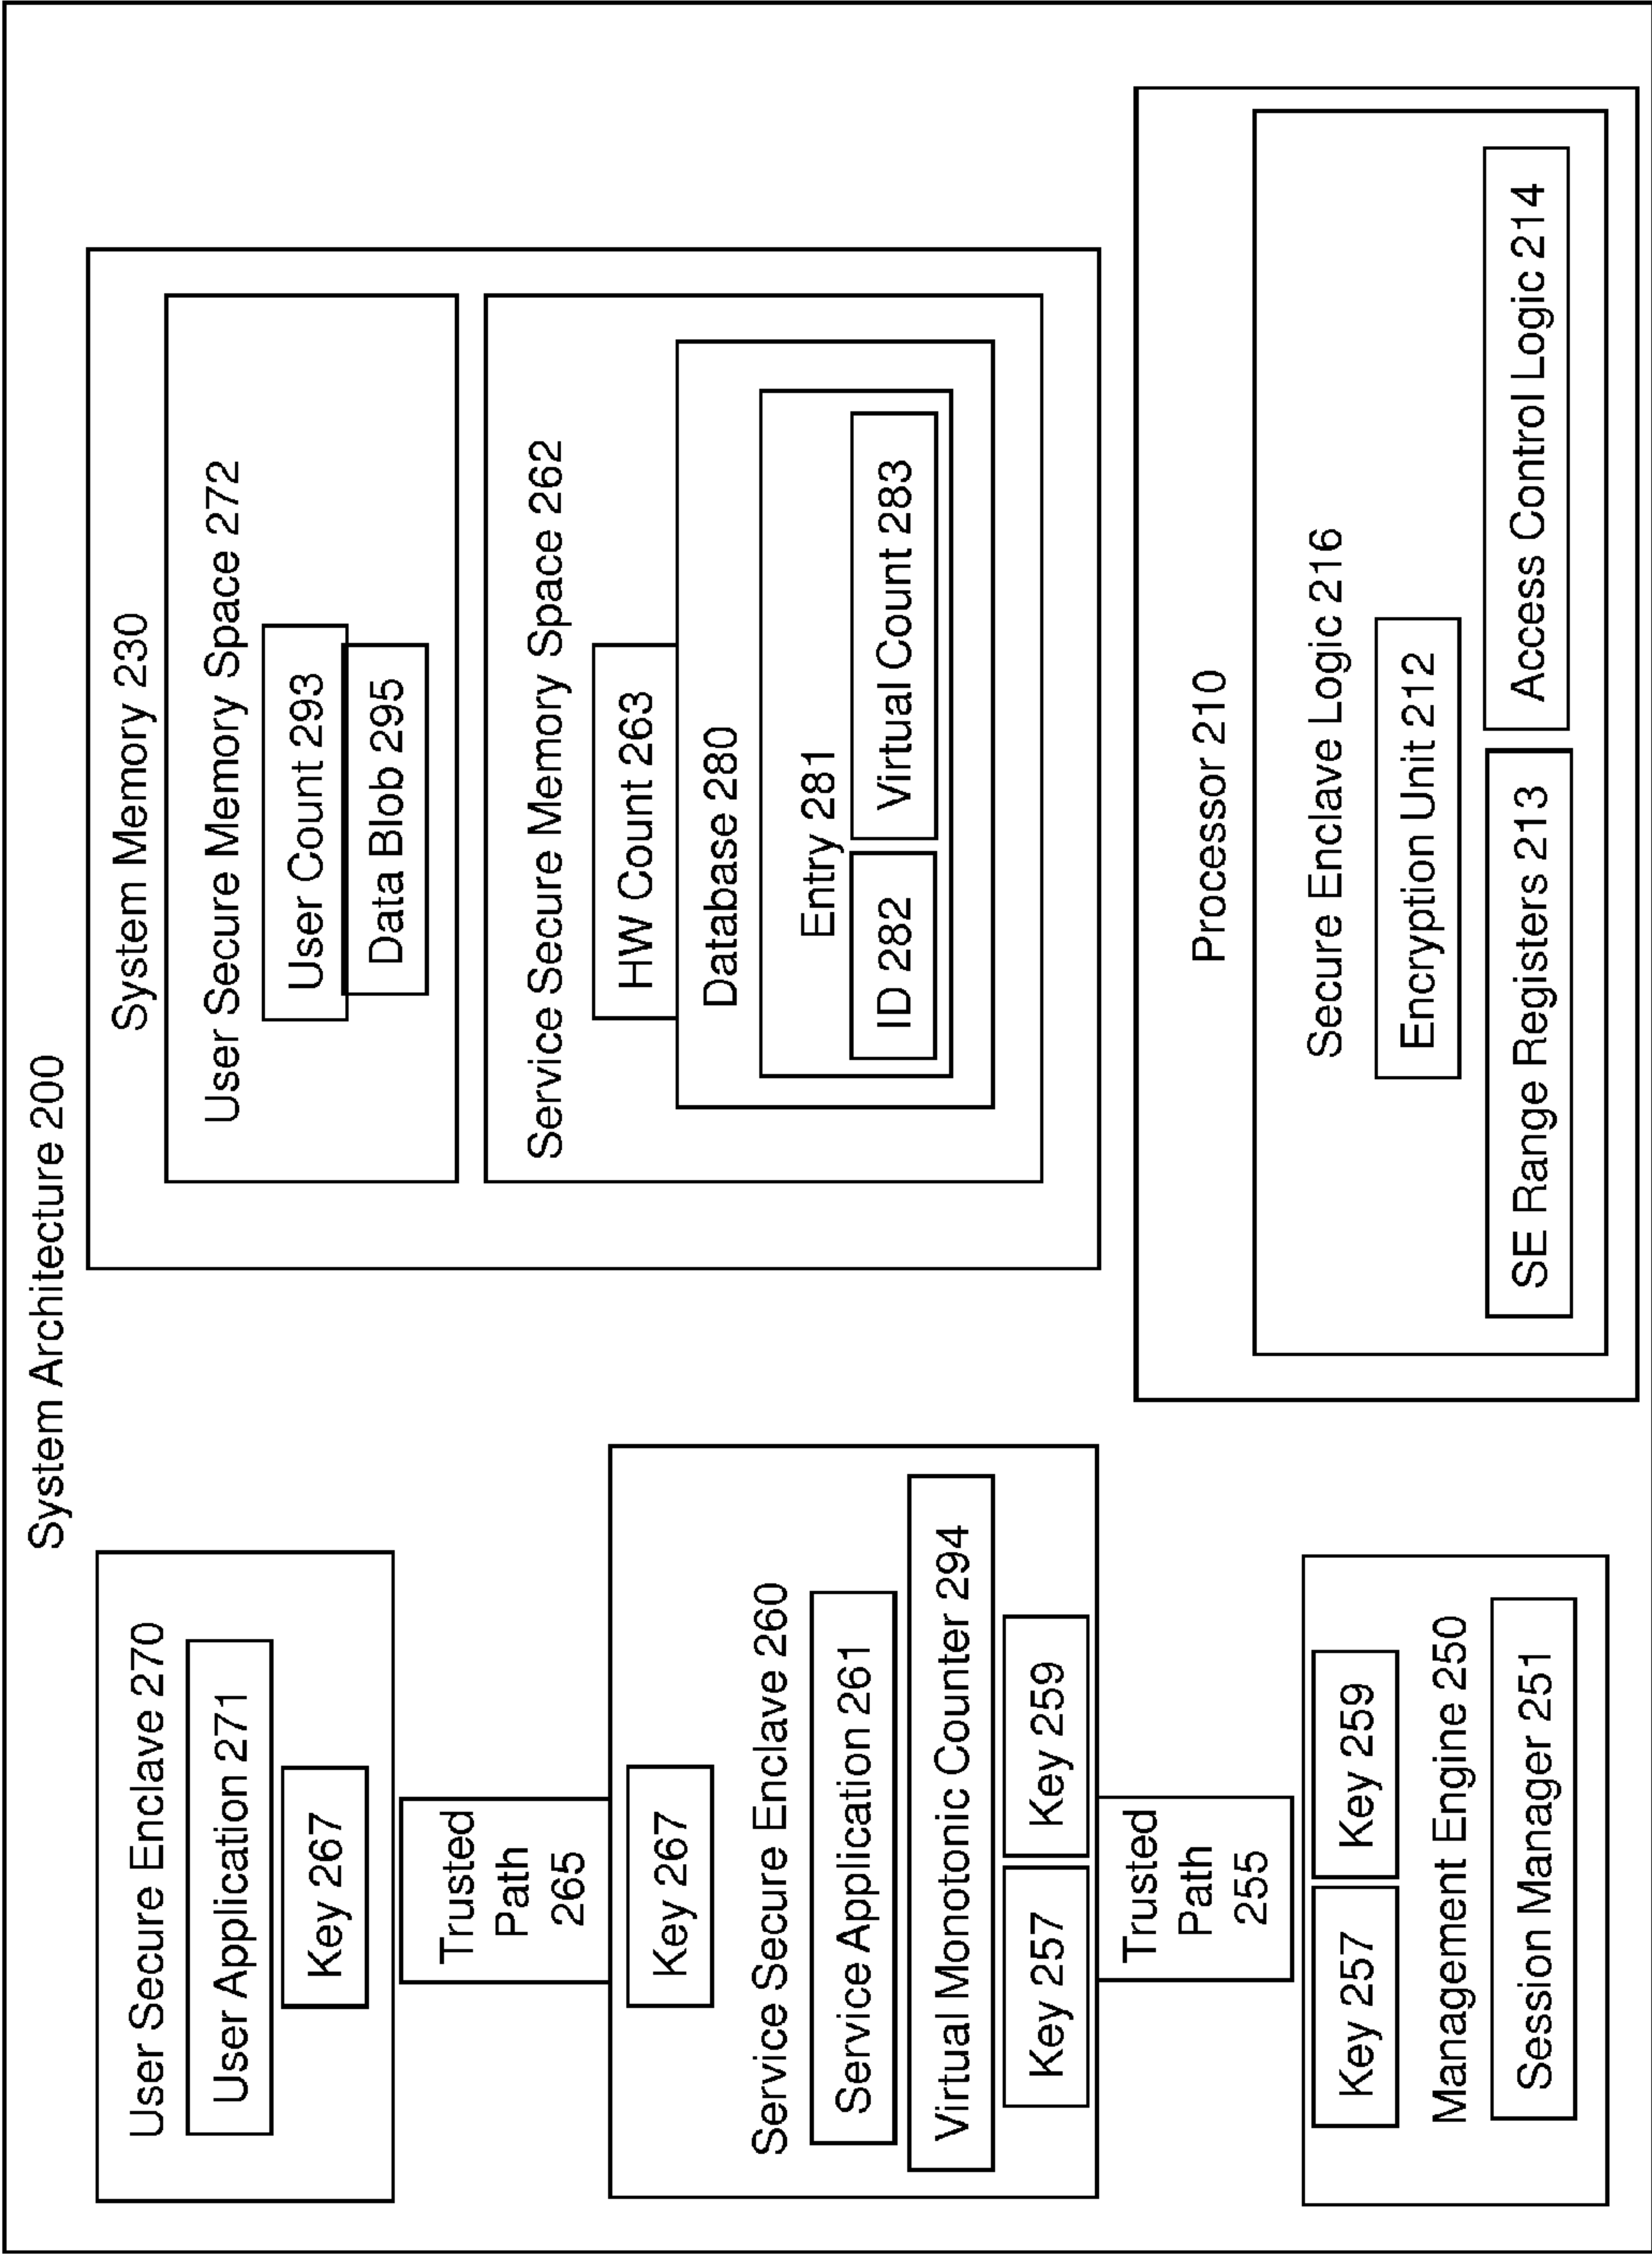 System Architecture 200
User Secure Enclave 270
User Application 271
Key 267
Trusted
Path
265
Key 267
Service Secure Enclave 260
Service Application 261
Virtual Monotonic Counter 294
Key 257
Key 259
Trusted
Path
255
Key 257
Key 259
Management Engine 250
Session Manager 251
System Memory 230
User Secure Memory Space 272
User Count 293
Data Blob 295
Service Secure Memory Space 262
HW Count 263
Database 280
Entry 281
ID 282
Virtual Count 283
Processor 210
Secure Enclave Logic 216
Encryption Unit 212
SE Range Registers 213
Access Control Logic 214